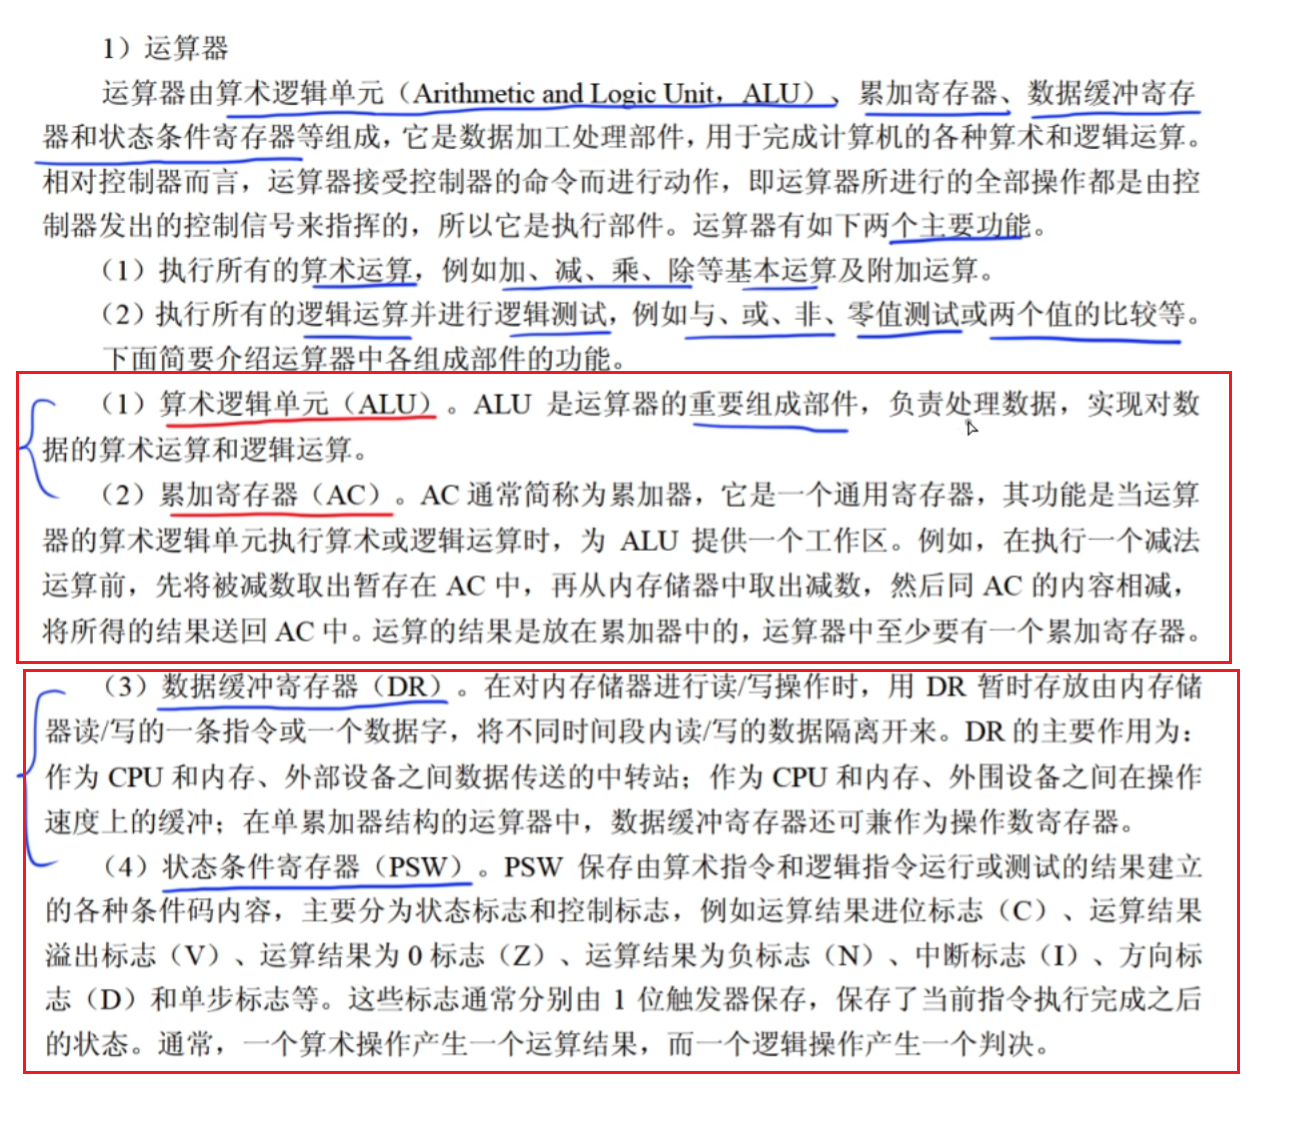 1）运算器
运算器由算术逻辑单元（Arithmetic and Logic Unit，ALU）、累加寄存器、数据缓冲寄存
器和状态条件寄存器等组成，它是数据加工处理部件，用于完成计算机的各种算术和逻辑运算。
相对控制器而言，运算器接受控制器的命令而进行动作，即运算器所进行的全部操作都是由控
制器发出的控制信号来指挥的，所以它是执行部件。运算器有如下两个主要功能。
（1）执行所有的算术运算，例如加、减、乘、除等基本运算及附加运算。
（2）执行所有的逻辑运算并进行逻辑测试，例如与、或、非、零值测试或两个值的比较等。
下面简要介绍运算器中各组成部件的功能。
（1）算术逻辑单元（ALU）。ALU 是运算器的重要组成部件，负责处理数据，实现对数
据的算术运算和逻辑运算。
（2）累加寄存器（AC）。AC 通常简称为累加器，它是一个通用寄存器，其功能是当运算
器的算术逻辑单元执行算术或逻辑运算时，为 ALU 提供一个工作区。例如，在执行一个减法
运算前，先将被减数取出暂存在 AC 中，再从内存储器中取出减数，然后同 AC 的内容相减，
将所得的结果送回 AC 中。运算的结果是放在累加器中的，运算器中至少要有一个累加寄存器。
（3）数据缓冲寄存器（DR）。在对内存储器进行读/写操作时，用 DR 暂时存放由内存储
器读/写的一条指令或一个数据字，将不同时间段内读/写的数据隔离开来。DR 的主要作用为：
作为 CPU 和内存、外部设备之间数据传送的中转站；作为 CPU 和内存、外围设备之间在操作
速度上的缓冲；在单累加器结构的运算器中，数据缓冲寄存器还可兼作为操作数寄存器。
（4）状态条件寄存器（PSW）。PSW 保存由算术指令和逻辑指令运行或测试的结果建立
的各种条件码内容，主要分为状态标志和控制标志，例如运算结果进位标志（C）、运算结果
溢出标志（V）、运算结果为 0 标志（Z）、运算结果为负标志（N）、中断标志（I）、方向标
志（D）和单步标志等。这些标志通常分别由 1 位触发器保存，保存了当前指令执行完成之后
的状态。通常，一个算术操作产生一个运算结果，而一个逻辑操作产生一个判决。